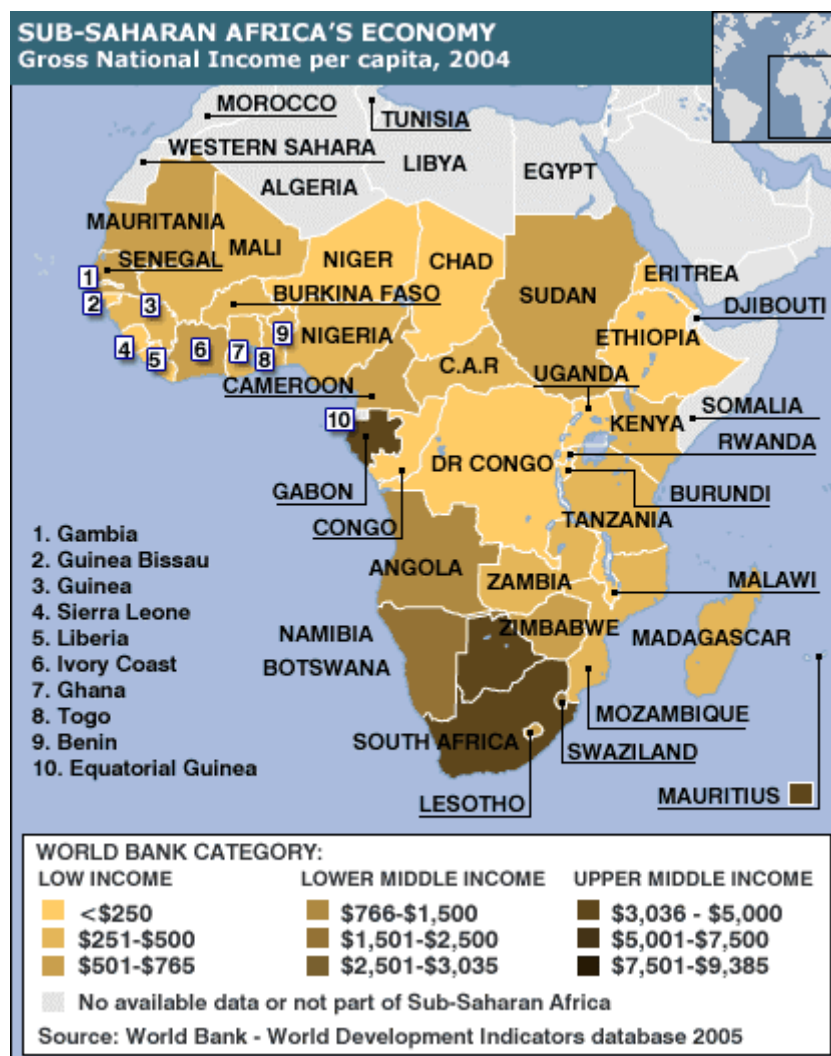 SUB-SAHARAN AFRICA'S ECONOMY
Gross National Income per capita, 2004
MOROCCO
TUNISIA
WESTERN SAHARA
LIBYA
EGYPT
ALGERIA
MAURITANIA
MALI
SENEGAL
NIGER
CHAD
ERITREA
1
2
3
BURKINA FASO
SUDAN
DJIBOUTI
4
5
6
7
8
9
NIGERIA
ETHIOPIA
C.A.R
UGANDA
CAMEROON
SOMALIA
10
KENYA
RWANDA
DR CONGO
GABON
BURUNDI
CONGO
TANZANIA
1. Gambia
2. Guinea Bissau
3. Guinea
4. Sierra Leone
5. Liberia
6. Ivory Coast
7. Ghana
8. Togo
9. Benin
10. Equatorial Guinea
ANGOLA
ZAMBIA
MALAWI
NAMIBIA
ZIMBABWE
MADAGASCAR
BOTSWANA
MOZAMBIQUE
SOUTH AFRICA
SWAZILAND
LESOTHO
MAURITIUS
WORLD BANK CATEGORY:
LOW INCOME LOWER MIDDLE INCOME UPPER MIDDLE INCOME
<$250 $766-$1,500 $3,036 - $5,000
$251-$500 $1,501-$2,500 $5,001-$7,500
$501-$765 $2,501-$3,035 $7,501-$9,385
No available data or not part of Sub-Saharan Africa
Source: World Bank - World Development Indicators database 2005